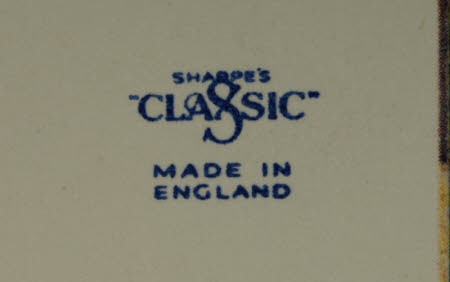 SHARPE'S
"CLASSIC"
MADE IN
ENGLAND